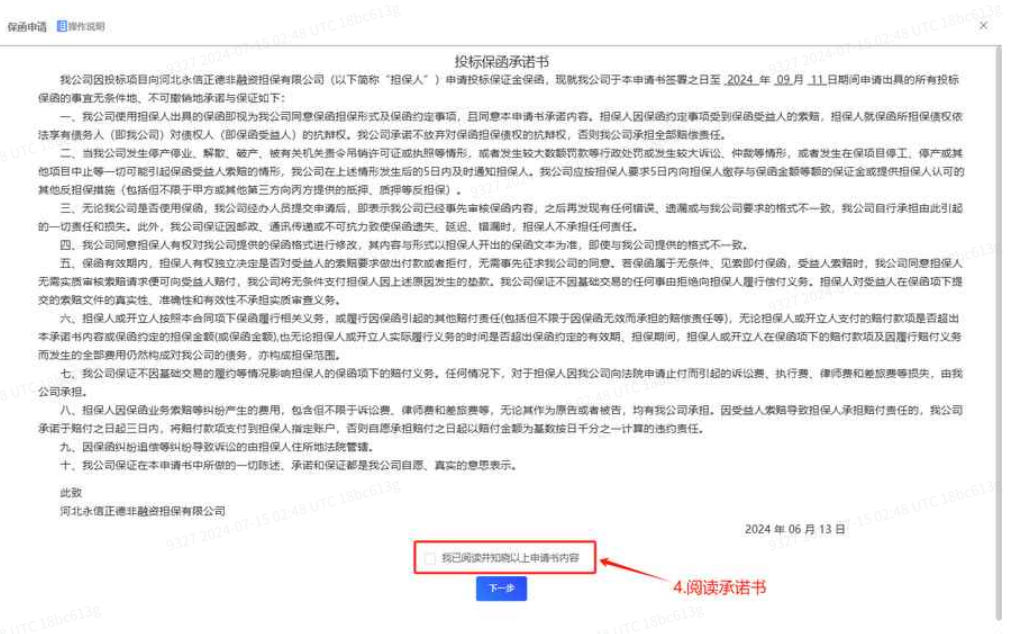 保函申请 操作说明
×
投标保函承诺书
我公司因投标项目向河北永信正德非融资担保有限公司（以下简称“担保人”）申请投标保证金保函，现就我公司于本申请书签署之日至 2024 年 09 月 11 日期间申请出具的所有投标
保函的事宜无条件地、不可撤销地承诺与保证如下：
一、我公司使用担保人出具的保函即视为我公司同意保函担保形式及保函约定事项，且同意本申请书承诺内容。担保人因保函约定事项受到保函受益人的索赔，担保人就保函所担保债权依
法享有债务人（即我公司）对债权人（即保函受益人）的抗辩权。我公司承诺不放弃对保函担保债权的抗辩权，否则我公司承担全部赔偿责任。
二、当我公司发生停产停业、解散、破产、被有关机关责令吊销许可证或执照等情形，或者发生较大数额罚款等行政处罚或发生较大诉讼、仲裁等情形，或者发生在保项目停工、停产或其
他项目中止等一切可能引起保函受益人索赔的情形，我公司在上述情形发生后的5日内及时通知担保人。我公司应按担保人要求5日内向担保人缴存与保函金额等额的保证金或提供担保人认可的
其他反担保措施（包括但不限于甲方或其他第三方向丙方提供的抵押、质押等反担保）。
三、无论我公司是否使用保函，我公司经办人员提交申请后，即表示我公司已经事先审核保函内容，之后再发现有任何错误、遗漏或与我公司要求的格式不一致，我公司自行承担由此引起
的一切责任和损失。此外，我公司保证因邮政、通讯传递或不可抗力致使保函遗失、延迟、错漏时，担保人不承担任何责任。
四、我公司同意担保人有权对我公司提供的保函格式进行修改，其内容与形式以担保人开出的保函文本为准，即使与我公司提供的格式不一致。
五、保函有效期内，担保人有权独立决定是否对受益人的索赔要求做出付款或者拒付，无需事先征求我公司的同意。若保函属于无条件、见索即付保函，受益人索赔时，我公司同意担保人
无需实质审核索赔请求便可向受益人赔付，我公司将无条件支付担保人因上述原因发生的垫款。我公司保证不因基础交易的任何事由拒绝向担保人履行偿付义务。担保人对受益人在保函项下提
交的索赔文件的真实性、准确性和有效性不承担实质审查义务。
六、担保人或开立人按照本合同项下保函履行相关义务，或履行因保函引起的其他赔付责任(包括但不限于因保函无效而承担的赔偿责任等)，无论担保人或开立人支付的赔付款项是否超出
本承诺书内容或保函约定的担保金额(或保函金额),也无论担保人或开立人实际履行义务的时间是否超出保函约定的有效期、担保期间，担保人或开立人在保函项下的赔付款项及因履行赔付义务
而发生的全部费用仍然构成对我公司的债务，亦构成担保范围。
七、我公司保证不因基础交易的履约等情况影响担保人的保函项下的赔付义务。任何情况下，对于担保人因我公司向法院申请止付而引起的诉讼费、执行费、律师费和差旅费等损失，由我
公司承担。
八、担保人因保函业务索赔等纠纷产生的费用，包含但不限于诉讼费、律师费和差旅费等，无论其作为原告或者被告，均有我公司承担。因受益人索赔导致担保人承担赔付责任的，我公司
承诺于赔付之日起三日内，将赔付款项支付到担保人指定账户，否则自愿承担赔付之日起以赔付金额为基数按日千分之一计算的违约责任。
九、因保函纠纷追偿等纠纷导致诉讼的由担保人住所地法院管辖。
十、我公司保证在本申请书中所做的一切陈述、承诺和保证都是我公司自愿、真实的意思表示。
此致
河北永信正德非融资担保有限公司
2024 年 06 月 13 日
我已阅读并知晓以上申请书内容
下一步
4.阅读承诺书
9327 2024-07-15 02:48 UTC 18bc613g